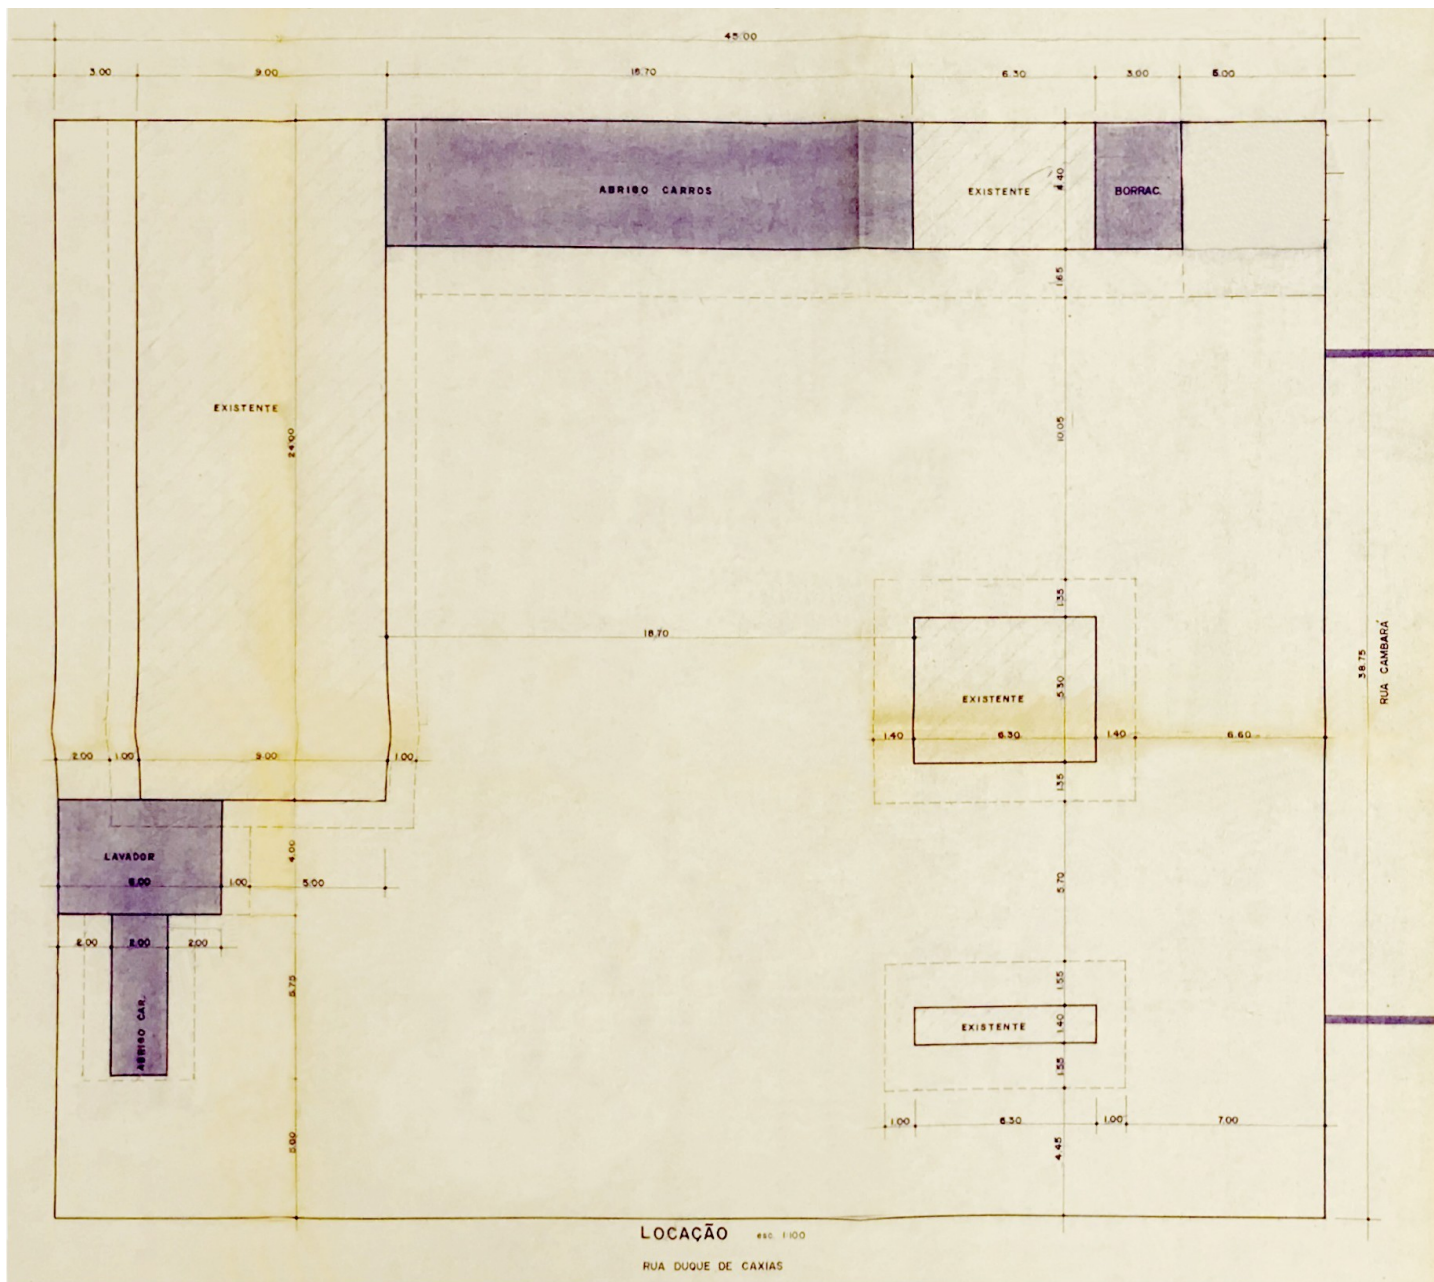 45.00
3.00 9.00 18.70 6.30 3.00 5.00
ABRIGO CARROS
EXISTENTE
4.40
BORRAC.
1.65
EXISTENTE
24.00
10.05
1.35
18.70
38.75
RUA CAMBARÁ
5.30
EXISTENTE
1.40 6.30 1.40 6.60
2.00 1.00 9.00 1.00
1.35
LAVADOR
4.00
6.00 1.00 5.00
5.70
2.00 2.00 2.00
5.75
ABRIGO CAR.
1.55
EXISTENTE
1.40
1.55
1.00 6.30 1.00 7.00
5.00
4.45
LOCAÇÃO esc. 1:100
RUA DUQUE DE CAXIAS